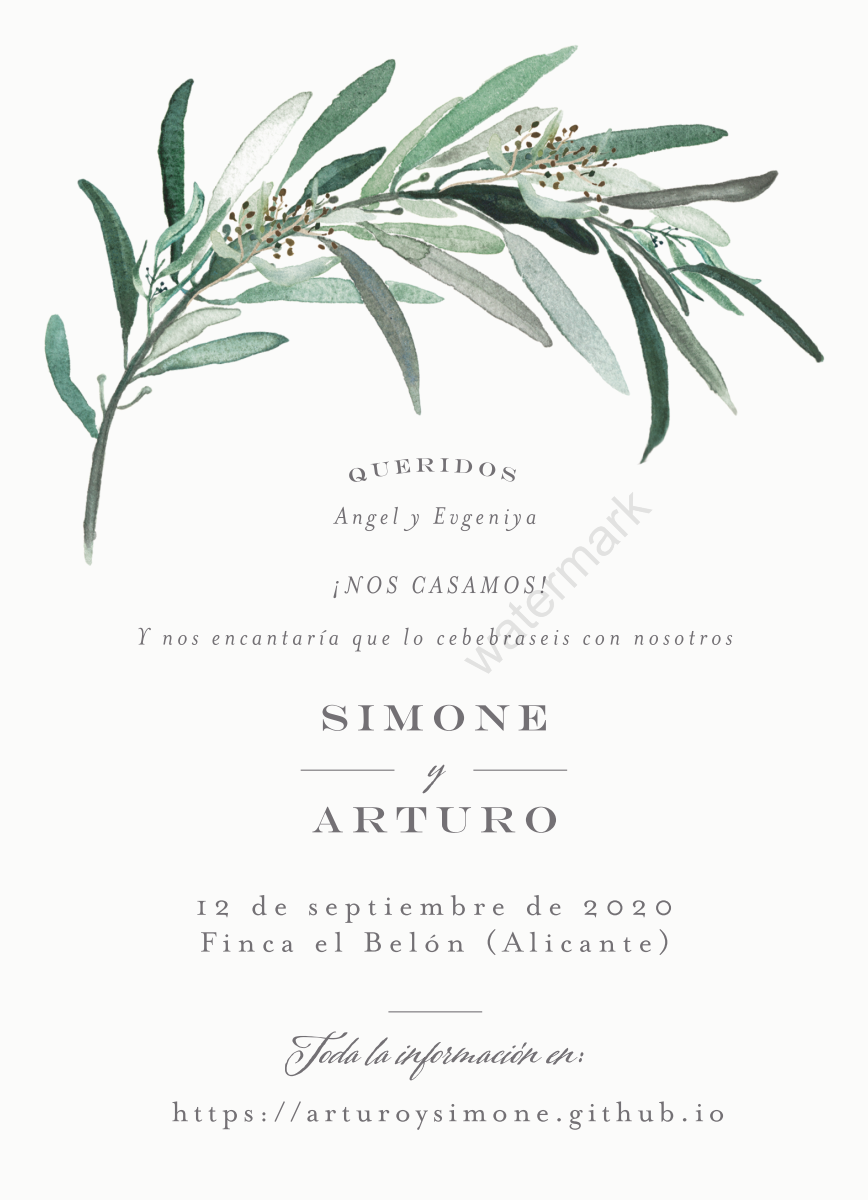 QUERIDOS
Angel y Evgeniya
¡NOS CASAMOS!
Y nos encantaría que lo cebebraseis con nosotros
watermark
SIMONE
y
ARTURO
12 de septiembre de 2020
Finca el Belón (Alicante)
Toda la información en:
https://arturoysimone.github.io